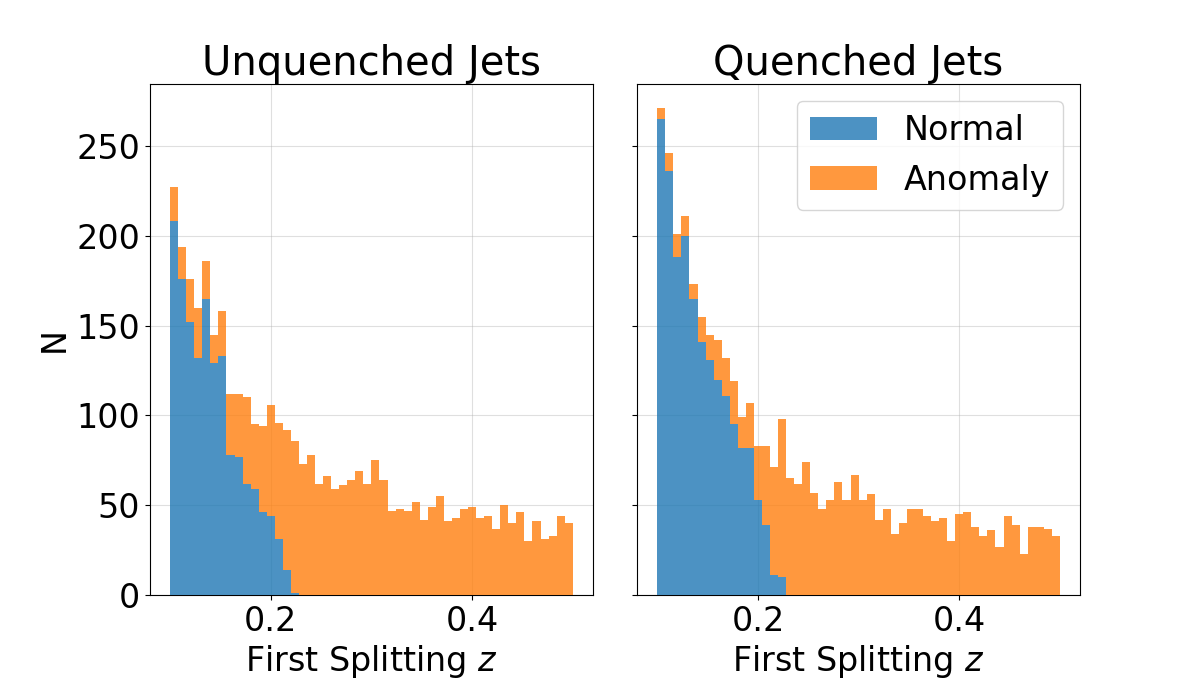 Unquenched Jets
Quenched Jets
Normal
Anomaly
N
250
200
150
100
50
0
0.2
0.4
0.2
0.4
First Splitting z
First Splitting z